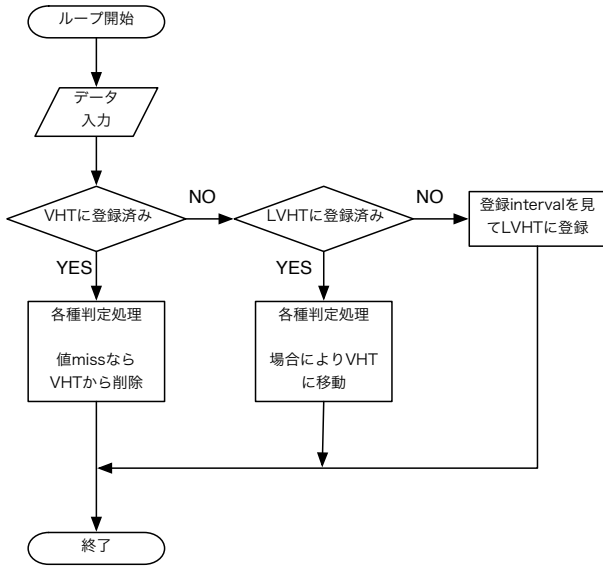 ループ開始
データ
入力
VHTに登録済み
NO
LVHTに登録済み
NO
登録intervalを見
てLVHTに登録
YES
YES
各種判定処理
値missなら
VHTから削除
各種判定処理
場合によりVHT
に移動
終了